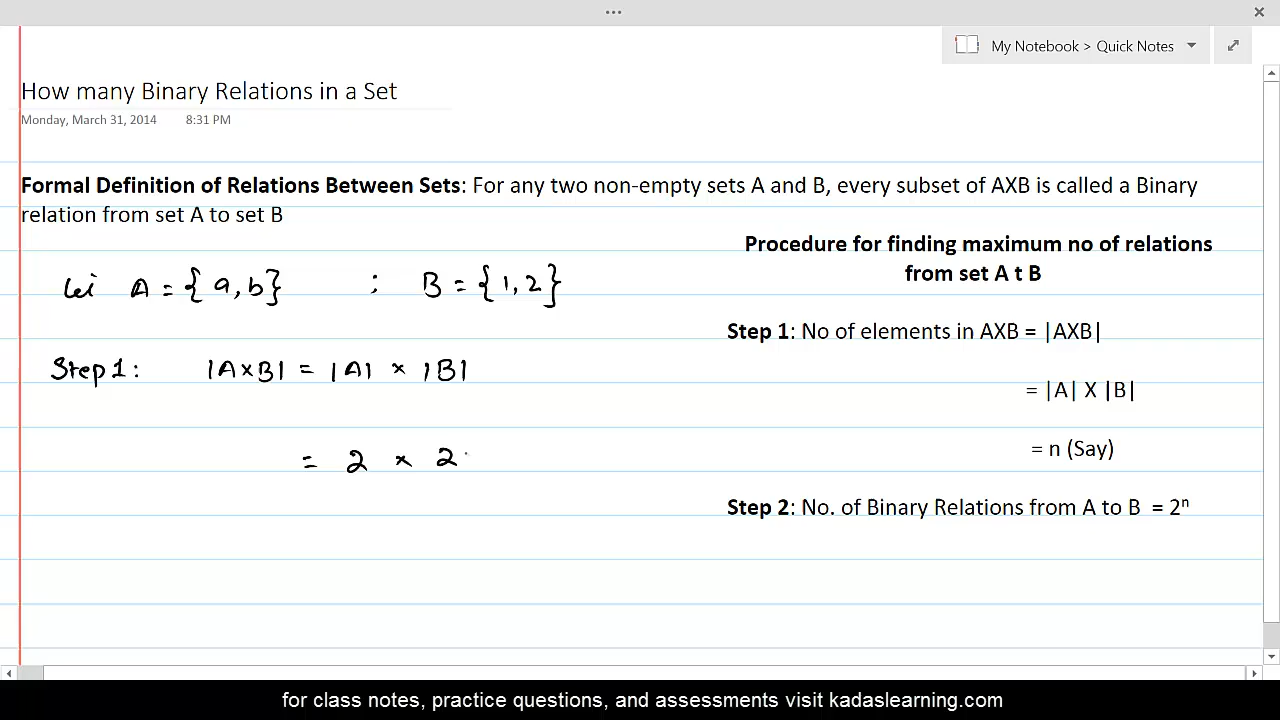 My Notebook > Quick Notes
How many Binary Relations in a Set
Monday, March 31, 2014 8:31 PM
Formal Definition of Relations Between Sets: For any two non-empty sets A and B, every subset of AXB is called a Binary
relation from set A to set B
Let A = {a, b} ; B = {1, 2}
Step 1: |A×B| = |A| × |B|
= 2 × 2
Procedure for finding maximum no of relations
from set A t B
Step 1: No of elements in AXB = |AXB|
= |A| X |B|
= n (Say)
Step 2: No. of Binary Relations from A to B = 2ⁿ
for class notes, practice questions, and assessments visit kadaslearning.com